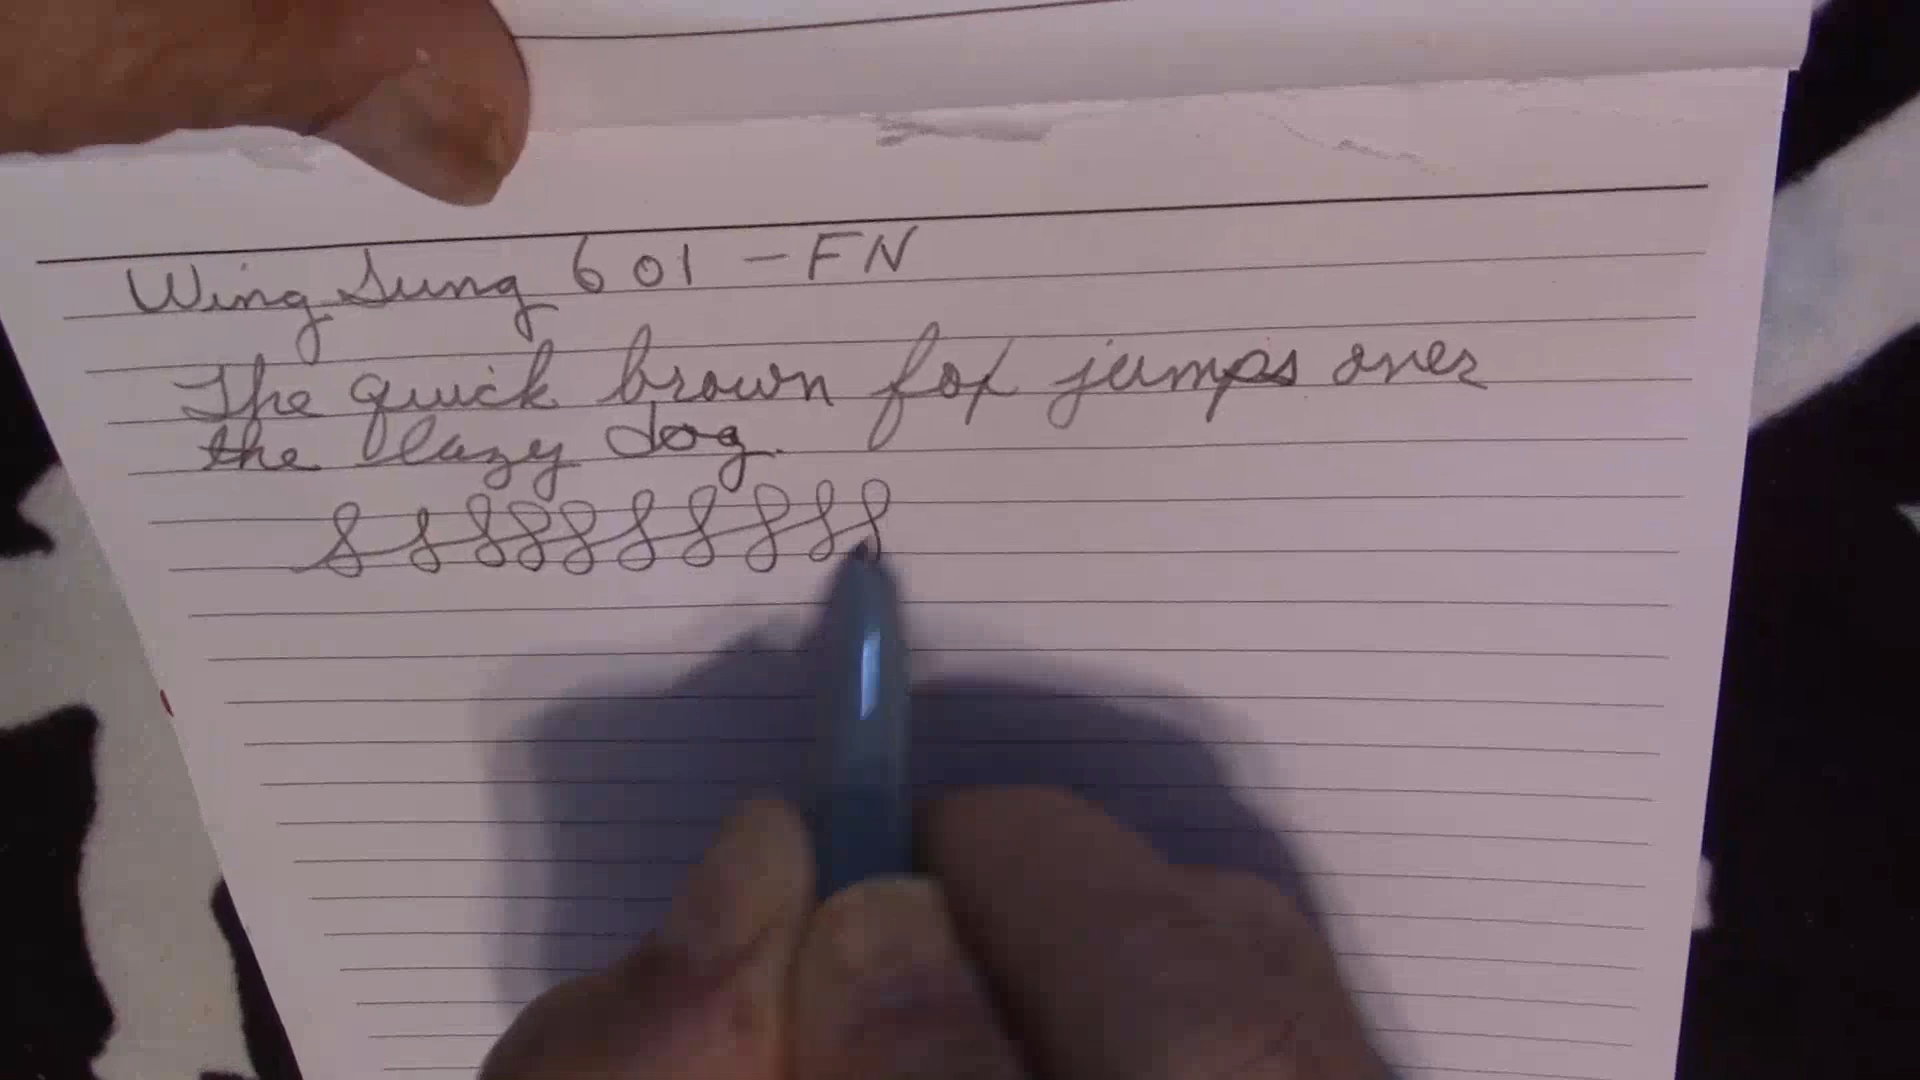 Wing Sung 601 - FN
The quick brown fox jumps over
the lazy dog.